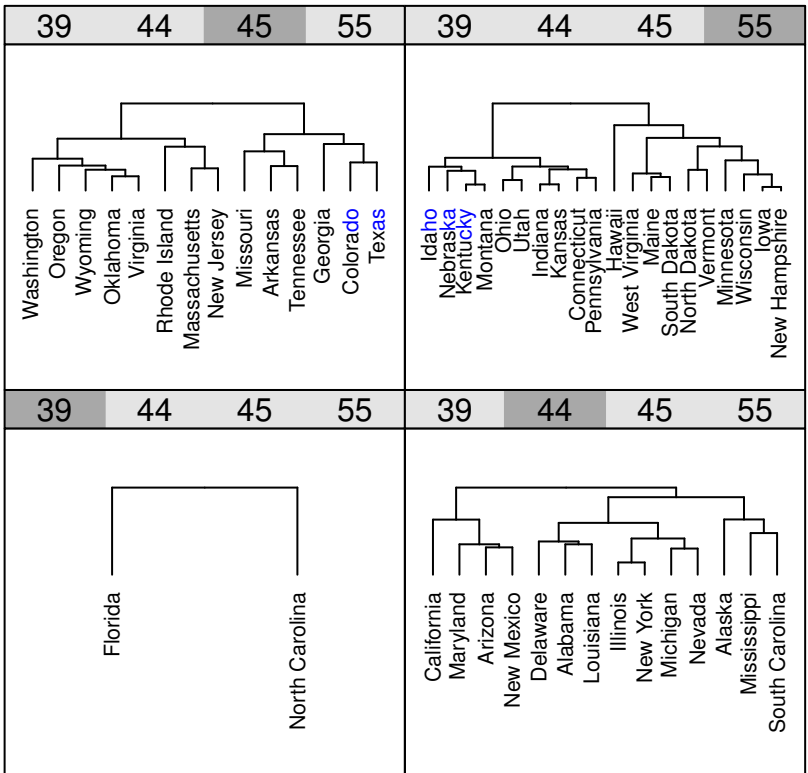 39 44 45 55
39 44 45 55
Washington
Oregon
Wyoming
Oklahoma
Virginia
Rhode Island
Massachusetts
New Jersey
Missouri
Arkansas
Tennessee
Georgia
Colorado
Texas
Idaho
Nebraska
Kentucky
Montana
Ohio
Utah
Indiana
Kansas
Connecticut
Pennsylvania
Hawaii
West Virginia
Maine
South Dakota
North Dakota
Vermont
Minnesota
Wisconsin
Iowa
New Hampshire
39 44 45 55
39 44 45 55
Florida
North Carolina
California
Maryland
Arizona
New Mexico
Delaware
Alabama
Louisiana
Illinois
New York
Michigan
Nevada
Alaska
Mississippi
South Carolina